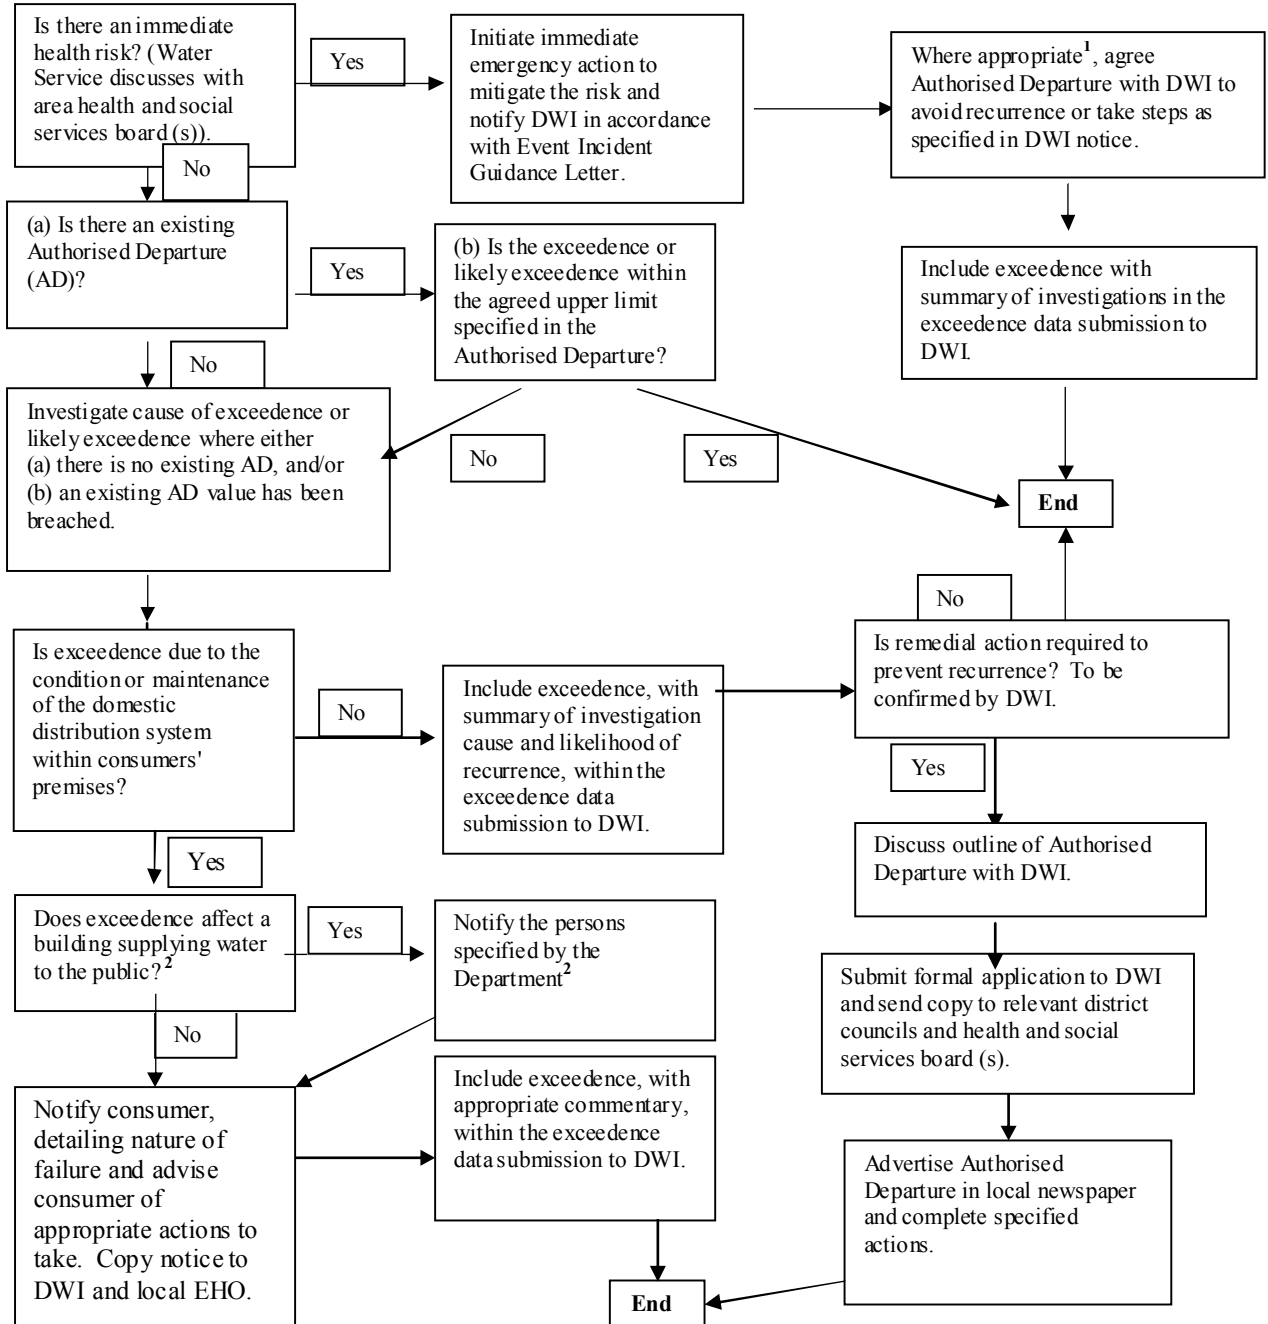 Is there an immediate
health risk? (Water
Service discusses with
area health and social
services board (s)).
Yes
Initiate immediate
emergency action to
mitigate the risk and
notify DWI in accordance
with Event Incident
Guidance Letter.
Where appropriate¹, agree
Authorised Departure with DWI to
avoid recurrence or take steps as
specified in DWI notice.
No
(a) Is there an existing
Authorised Departure
(AD)?
Yes
(b) Is the exceedence or
likely exceedence within
the agreed upper limit
specified in the
Authorised Departure?
Include exceedence with
summary of investigations in the
exceedence data submission to
DWI.
No
Investigate cause of exceedence or
likely exceedence where either
(a) there is no existing AD, and/or
(b) an existing AD value has been
breached.
No
Yes
End
No
Is exceedence due to the
condition or maintenance
of the domestic
distribution system
within consumers'
premises?
No
Include exceedence, with
summary of investigation
cause and likelihood of
recurrence, within the
exceedence data
submission to DWI.
Is remedial action required to
prevent recurrence? To be
confirmed by DWI.
Yes
Yes
Discuss outline of Authorised
Departure with DWI.
Does exceedence affect a
building supplying water
to the public?²
Yes
Notify the persons
specified by the
Department²
Submit formal application to DWI
and send copy to relevant district
councils and health and social
services board (s).
No
Notify consumer,
detailing nature of
failure and advise
consumer of
appropriate actions to
take. Copy notice to
DWI and local EHO.
Include exceedence, with
appropriate commentary,
within the exceedence
data submission to DWI.
Advertise Authorised
Departure in local newspaper
and complete specified
actions.
End